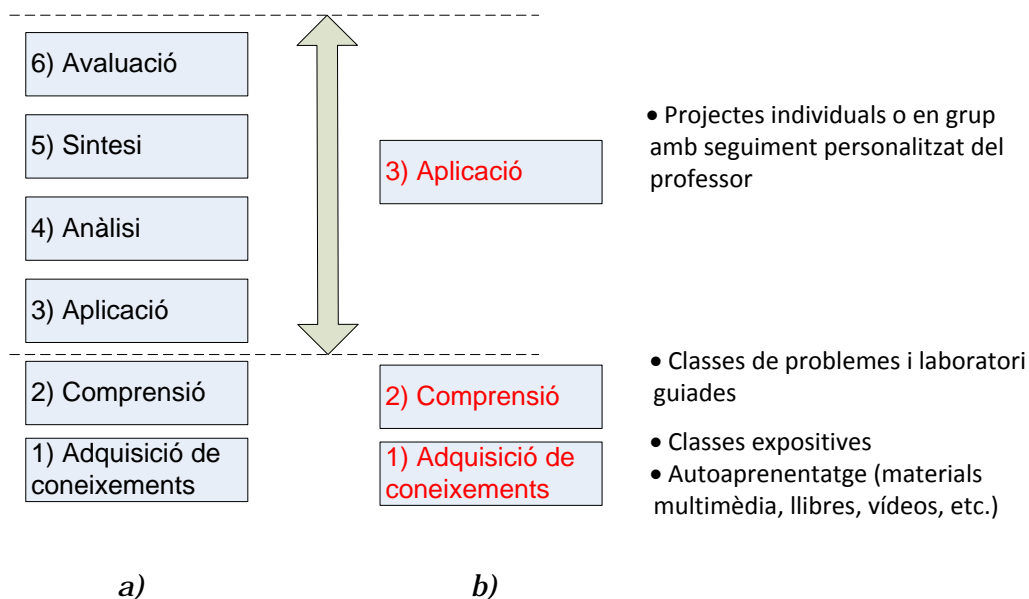 6) Avaluació
5) Sintesi
4) Anàlisi
3) Aplicació
2) Comprensió
1) Adquisició de
coneixements
3) Aplicació
2) Comprensió
1) Adquisició de
coneixements
• Projectes individuals o en grup
amb seguiment personalitzat del
professor
• Classes de problemes i laboratori
guiades
• Classes expositives
• Autoaprenentatge (materials
multimèdia, llibres, vídeos, etc.)
a)
b)